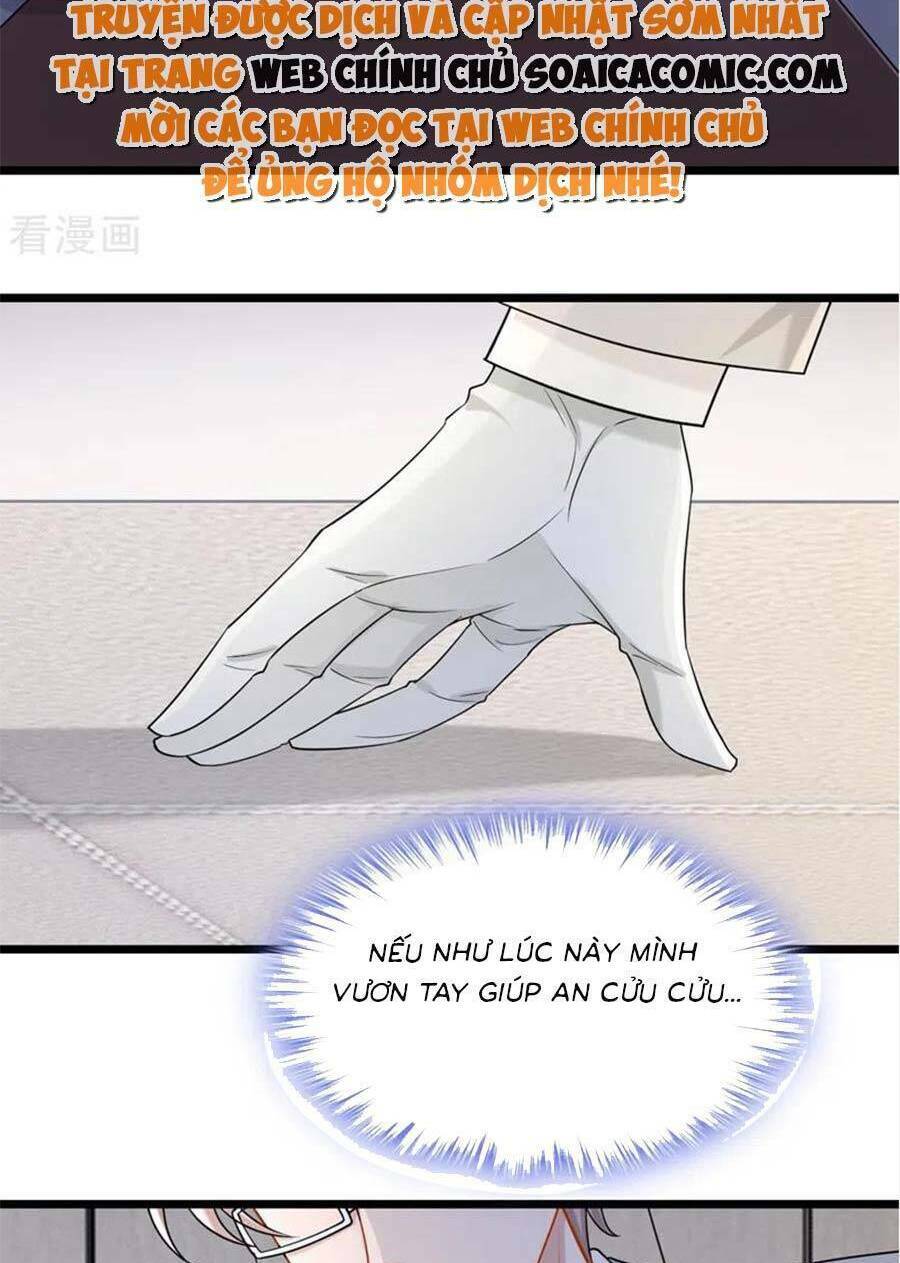 TRUYỆN ĐƯỢC DỊCH VÀ CẬP NHẬT SỚM NHẤT
TẠI TRANG WEB CHÍNH CHỦ SOAICACOMIC.COM
MỜI CÁC BẠN ĐỌC TẠI WEB CHÍNH CHỦ
ĐỂ ỦNG HỘ NHÓM DỊCH NHÉ!
看漫画
NẾU NHƯ LÚC NÀY MÌNH
VƯƠN TAY GIÚP AN CỬU CỬU...